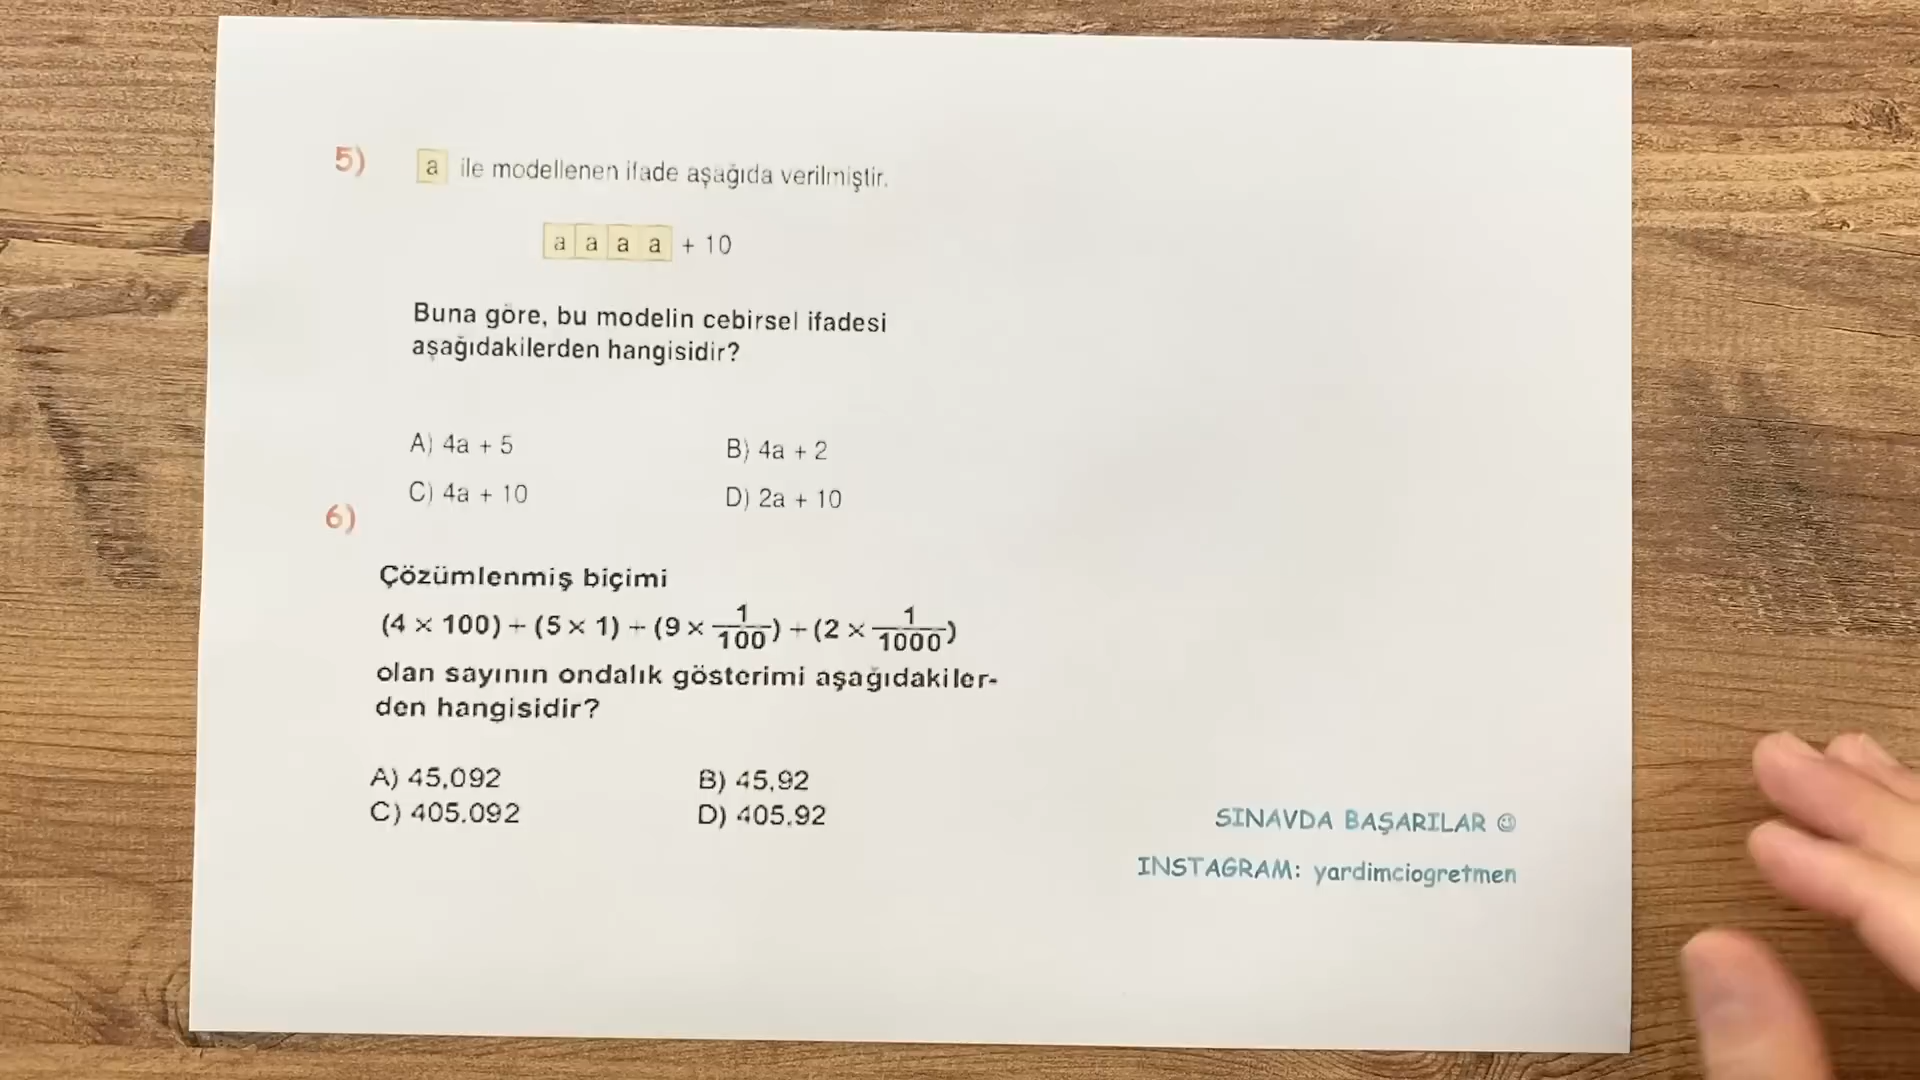 5) a ile modellenen ifade aşağıda verilmiştir.
a a a a + 10
Buna göre, bu modelin cebirsel ifadesi
aşağıdakilerden hangisidir?
A) 4a + 5 B) 4a + 2
C) 4a + 10 D) 2a + 10
6)
Çözümlenmiş biçimi
(4 × 100) + (5 × 1) + (9 × 1/100) + (2 × 1/1000)
olan sayının ondalık gösterimi aşağıdakiler-
den hangisidir?
A) 45,092 B) 45,92
C) 405,092 D) 405,92
SINAVDA BAŞARILAR ☺
INSTAGRAM: yardimciogretmen